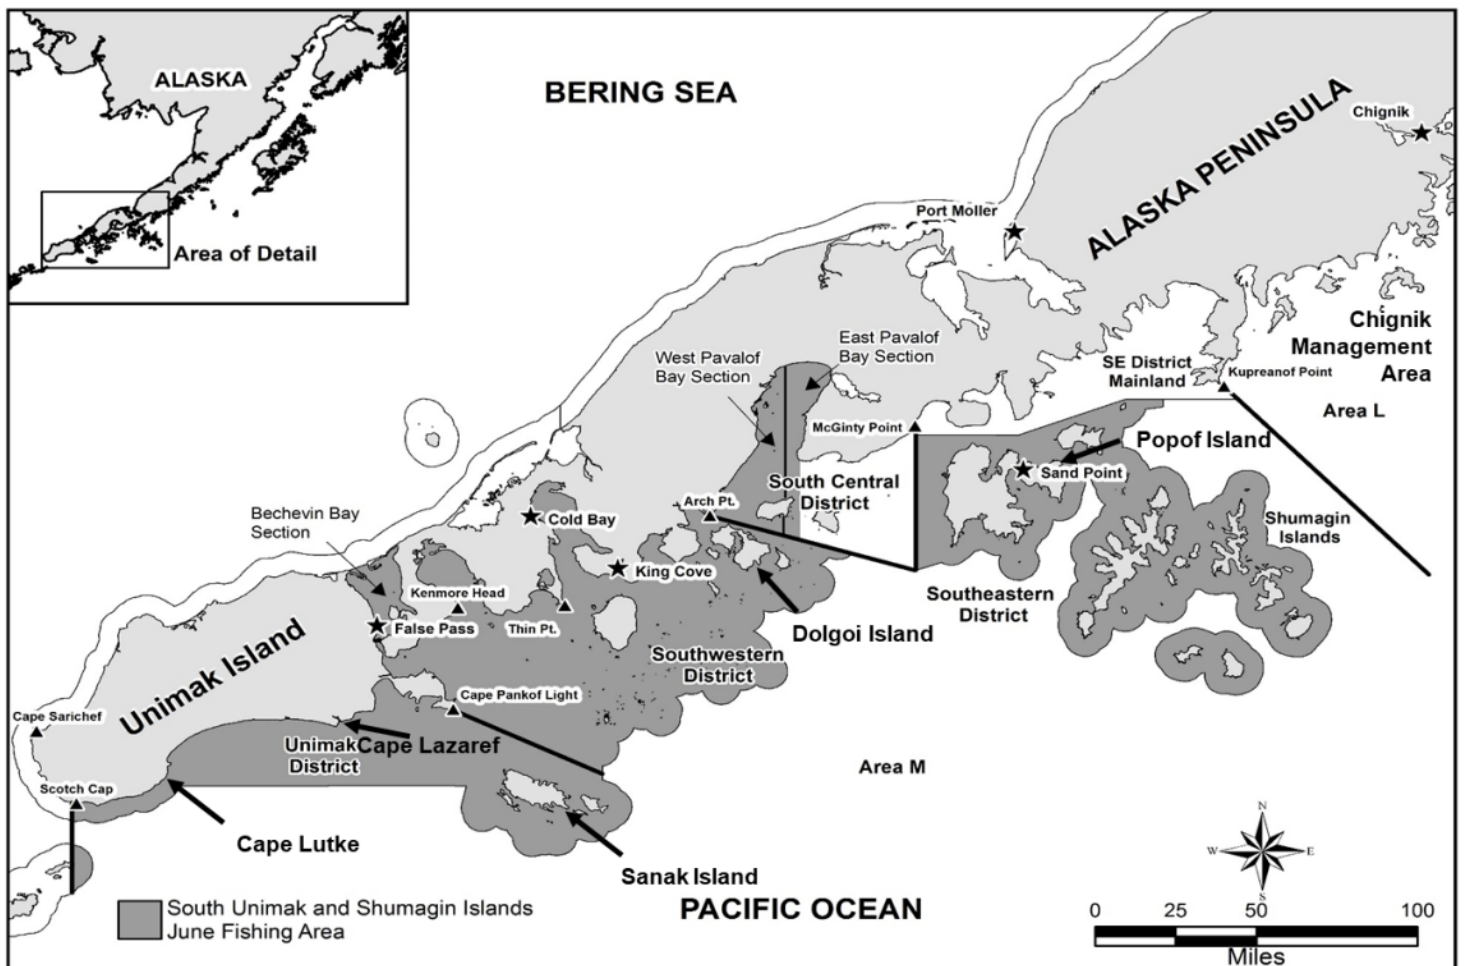 ALASKA
Area of Detail
BERING SEA
ALASKA PENINSULA
Chignik
Port Moller
Chignik
Management
Area
Area L
East Pavalof
Bay Section
West Pavalof
Bay Section
SE District
Mainland
Kupreanof Point
McGinty Point
Popof Island
Sand Point
South Central
District
Arch Pt.
Shumagin
Islands
Bechevin Bay
Section
Cold Bay
King Cove
Kenmore Head
False Pass
Thin Pt.
Southeastern
District
Dolgoi Island
Southwestern
District
Unimak Island
Cape Pankof Light
Cape Sarichef
Unimak
District
Cape Lazaref
Area M
Scotch Cap
Cape Lutke
Sanak Island
PACIFIC OCEAN
South Unimak and Shumagin Islands
June Fishing Area
N
W E
S
0 25 50 100
Miles